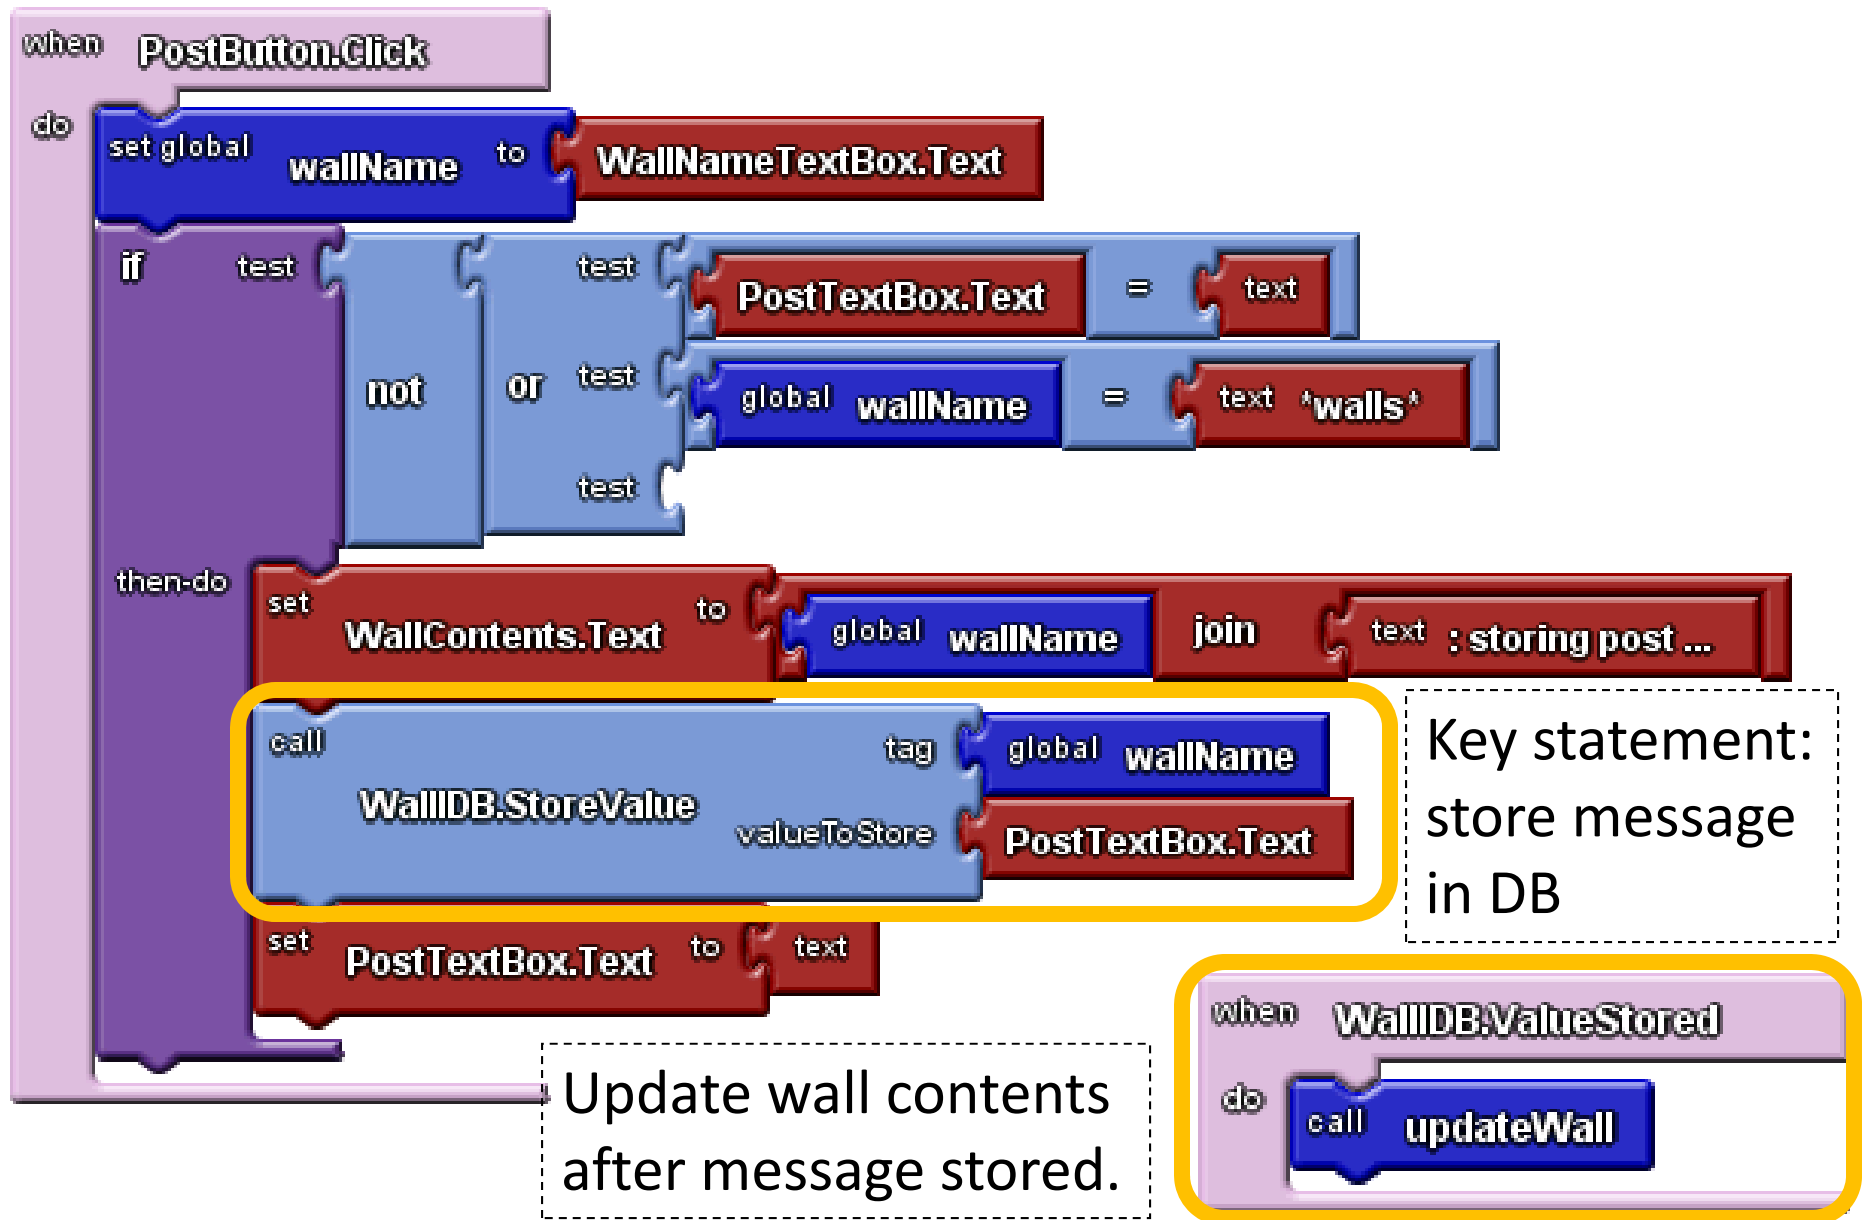 when PostButton.Click
do
set global wallName to WallNameTextBox.Text
if test not or test PostTextBox.Text = text
test global wallName = text *walls*
test
then-do
set WallContents.Text to global wallName join text : storing post ...
call WallIDB.StoreValue tag global wallName
valueToStore PostTextBox.Text
Key statement:
store message
in DB
set PostTextBox.Text to text
when WallIDB.ValueStored
do call updateWall
Update wall contents
after message stored.